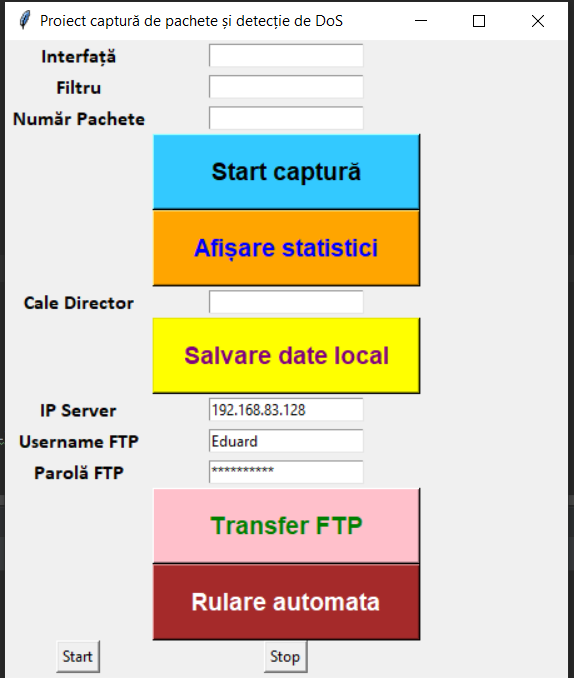 Proiect captură de pachete și detecție de DoS
Interfață
Filtru
Număr Pachete
Start captură
Afișare statistici
Cale Director
Salvare date local
IP Server 192.168.83.128
Username FTP Eduard
Parolă FTP **********
Transfer FTP
Rulare automata
Start Stop